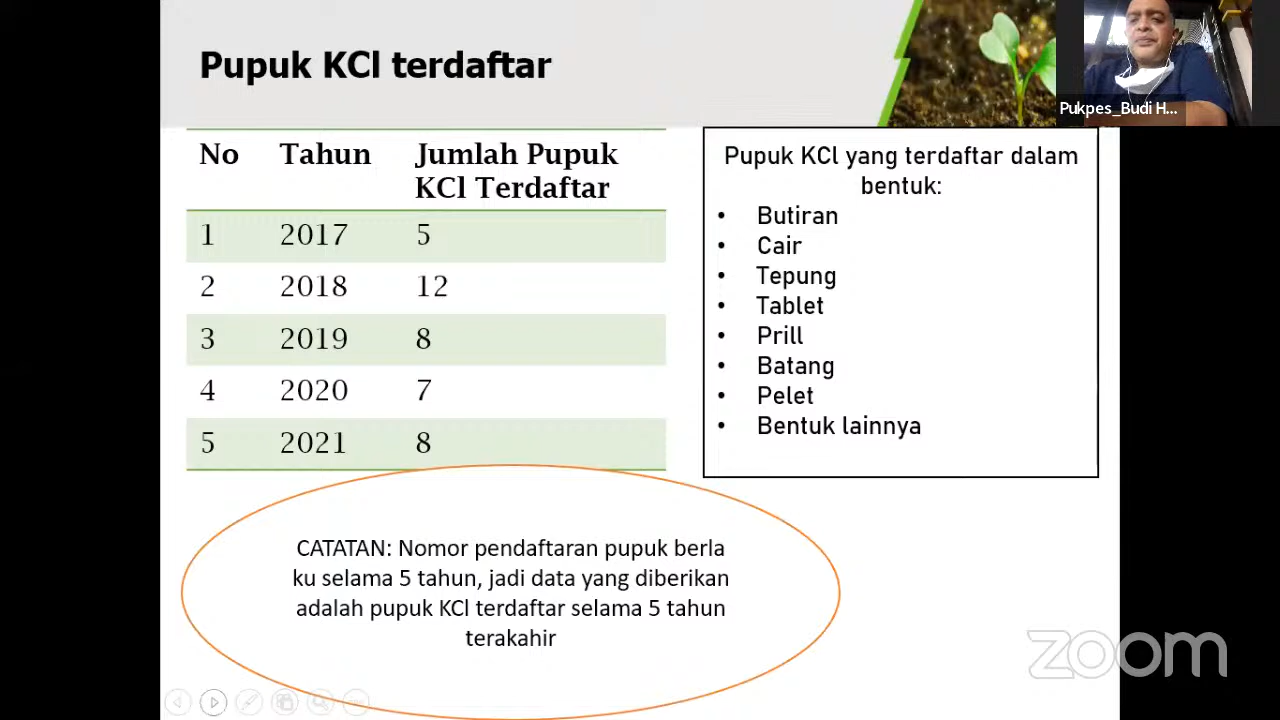 Pupuk KCl terdaftar
Pukpes_Budi H...
No Tahun Jumlah Pupuk
KCl Terdaftar
1 2017 5
2 2018 12
3 2019 8
4 2020 7
5 2021 8
Pupuk KCl yang terdaftar dalam
bentuk:
• Butiran
• Cair
• Tepung
• Tablet
• Prill
• Batang
• Pelet
• Bentuk lainnya
CATATAN: Nomor pendaftaran pupuk berla
ku selama 5 tahun, jadi data yang diberikan
adalah pupuk KCl terdaftar selama 5 tahun
terakahir
zoom